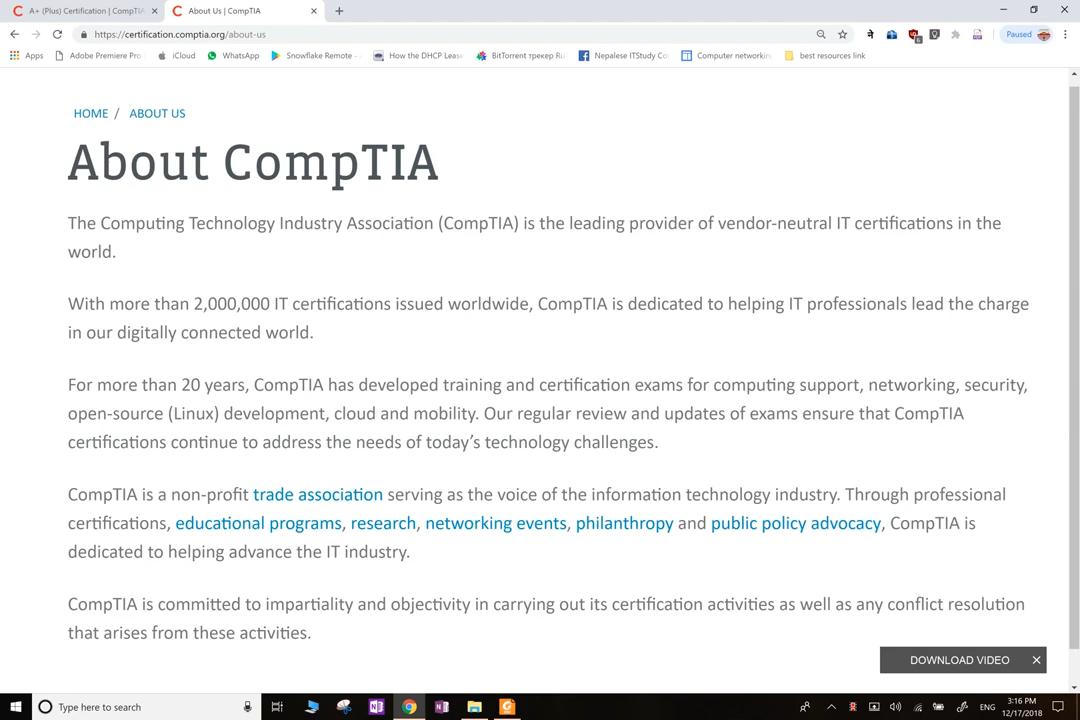 A+ (Plus) Certification | CompTIA
About Us | CompTIA
https://certification.comptia.org/about-us
Paused
Apps
Adobe Premiere Pro
iCloud
WhatsApp
Snowflake Remote -
How the DHCP Lease
BitTorrent трекер Ru
Nepalese ITStudy Co
Computer networkin
best resources link
HOME / ABOUT US
About CompTIA
The Computing Technology Industry Association (CompTIA) is the leading provider of vendor-neutral IT certifications in the
world.
With more than 2,000,000 IT certifications issued worldwide, CompTIA is dedicated to helping IT professionals lead the charge
in our digitally connected world.
For more than 20 years, CompTIA has developed training and certification exams for computing support, networking, security,
open-source (Linux) development, cloud and mobility. Our regular review and updates of exams ensure that CompTIA
certifications continue to address the needs of today's technology challenges.
CompTIA is a non-profit trade association serving as the voice of the information technology industry. Through professional
certifications, educational programs, research, networking events, philanthropy and public policy advocacy, CompTIA is
dedicated to helping advance the IT industry.
CompTIA is committed to impartiality and objectivity in carrying out its certification activities as well as any conflict resolution
that arises from these activities.
DOWNLOAD VIDEO
Type here to search
ENG
3:16 PM
12/17/2018